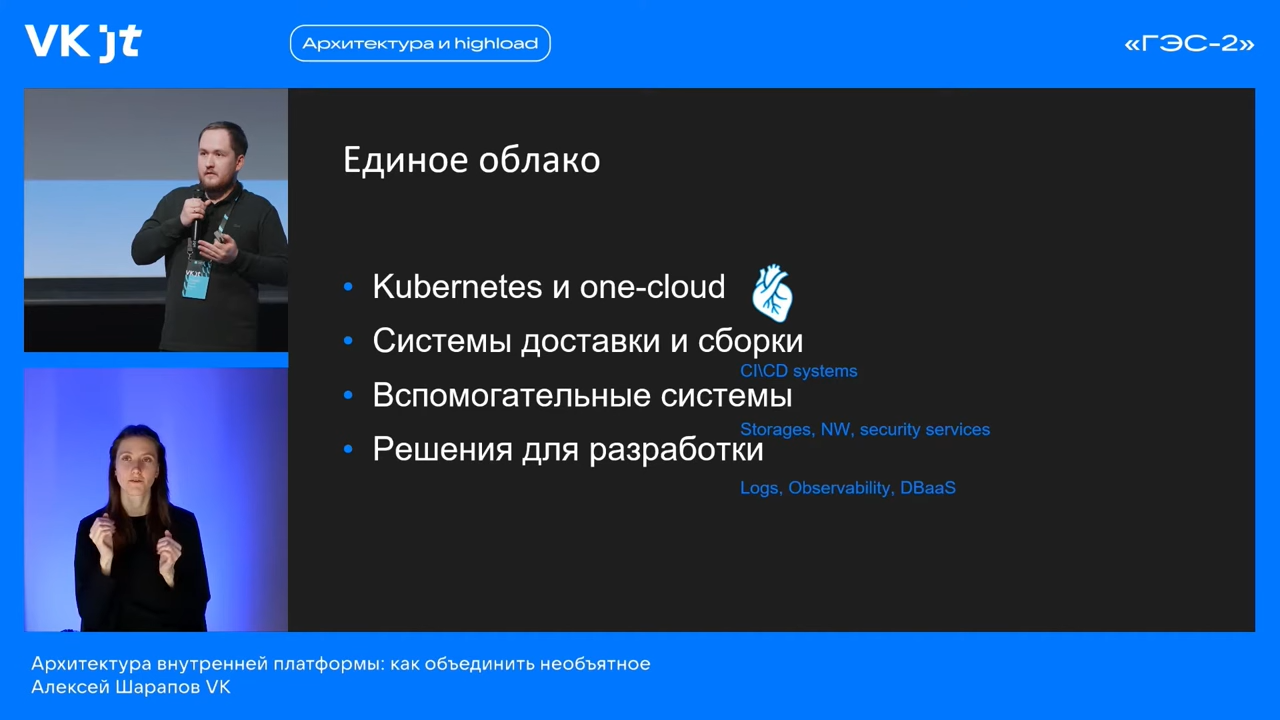 VK jt
Архитектура и highload
«ГЭС-2»
Единое облако
Kubernetes и one-cloud
Системы доставки и сборки
CI\CD systems
Вспомогательные системы
Storages, NW, security services
Решения для разработки
Logs, Observability, DBaaS
Архитектура внутренней платформы: как объединить необъятное
Алексей Шарапов VK